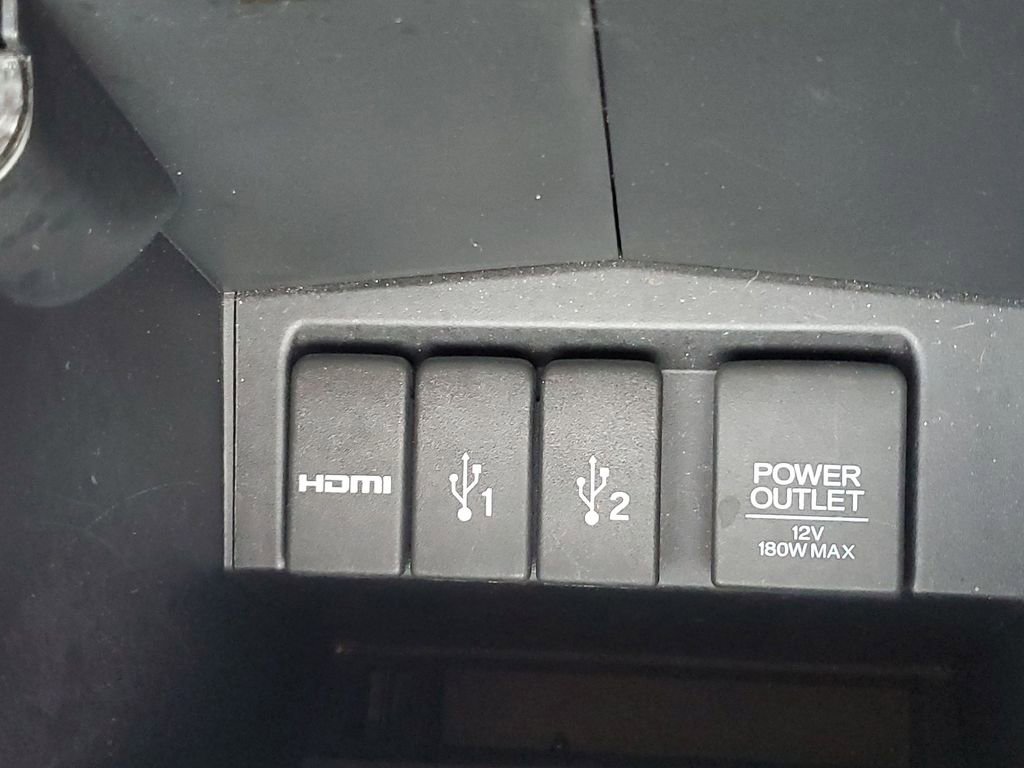 HDMI
1
2
POWER
OUTLET
12V
180W MAX